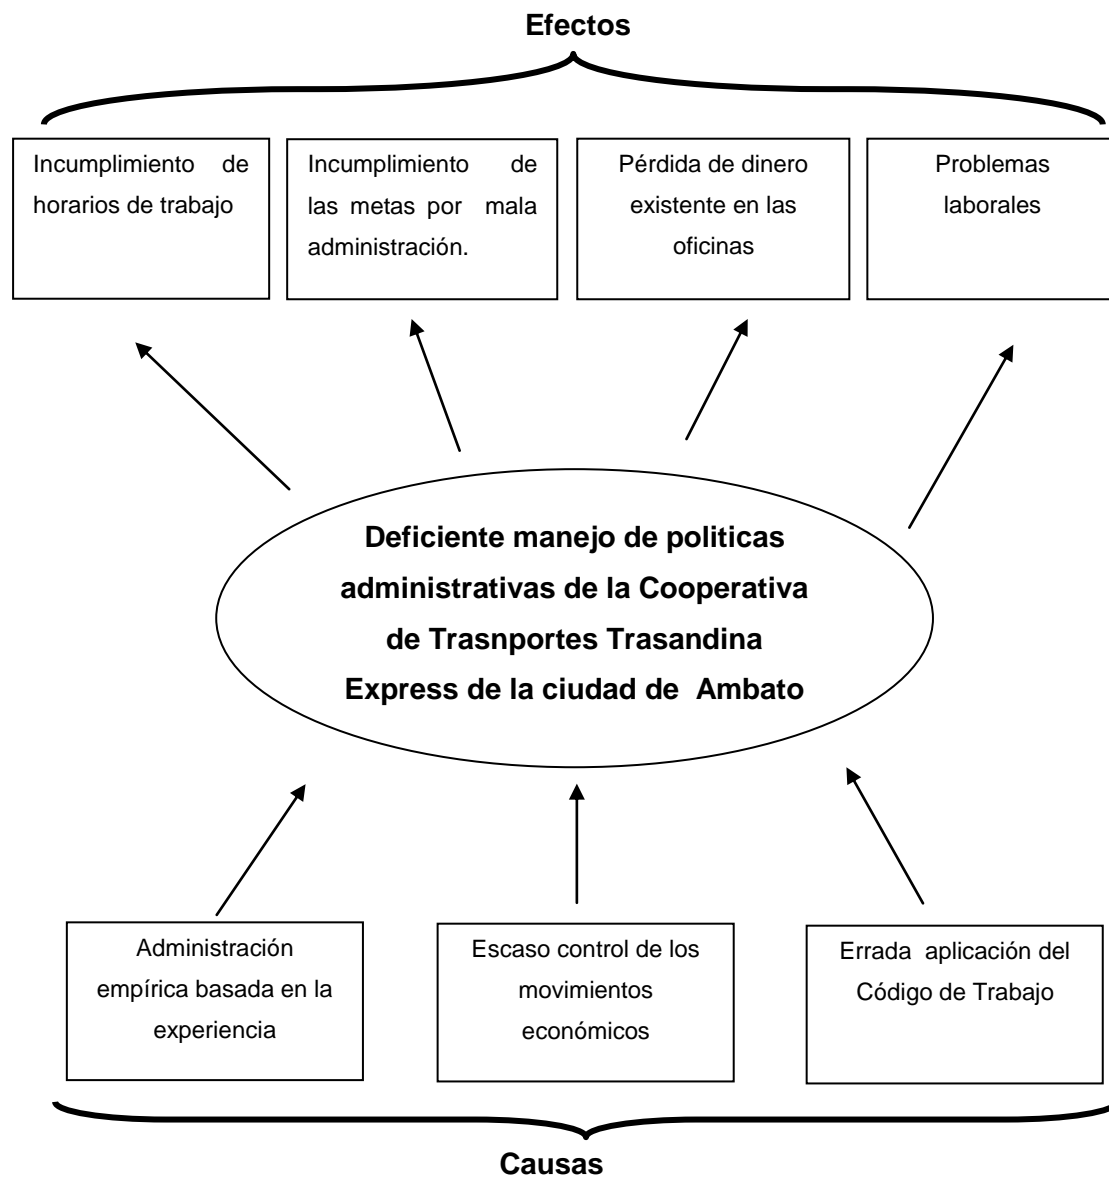 Efectos
Incumplimiento de
horarios de trabajo
Incumplimiento de
las metas por mala
administración.
Pérdida de dinero
existente en las
oficinas
Problemas
laborales
Deficiente manejo de politicas
administrativas de la Cooperativa
de Trasnportes Trasandina
Express de la ciudad de Ambato
Administración
empírica basada en la
experiencia
Escaso control de los
movimientos
económicos
Errada aplicación del
Código de Trabajo
Causas